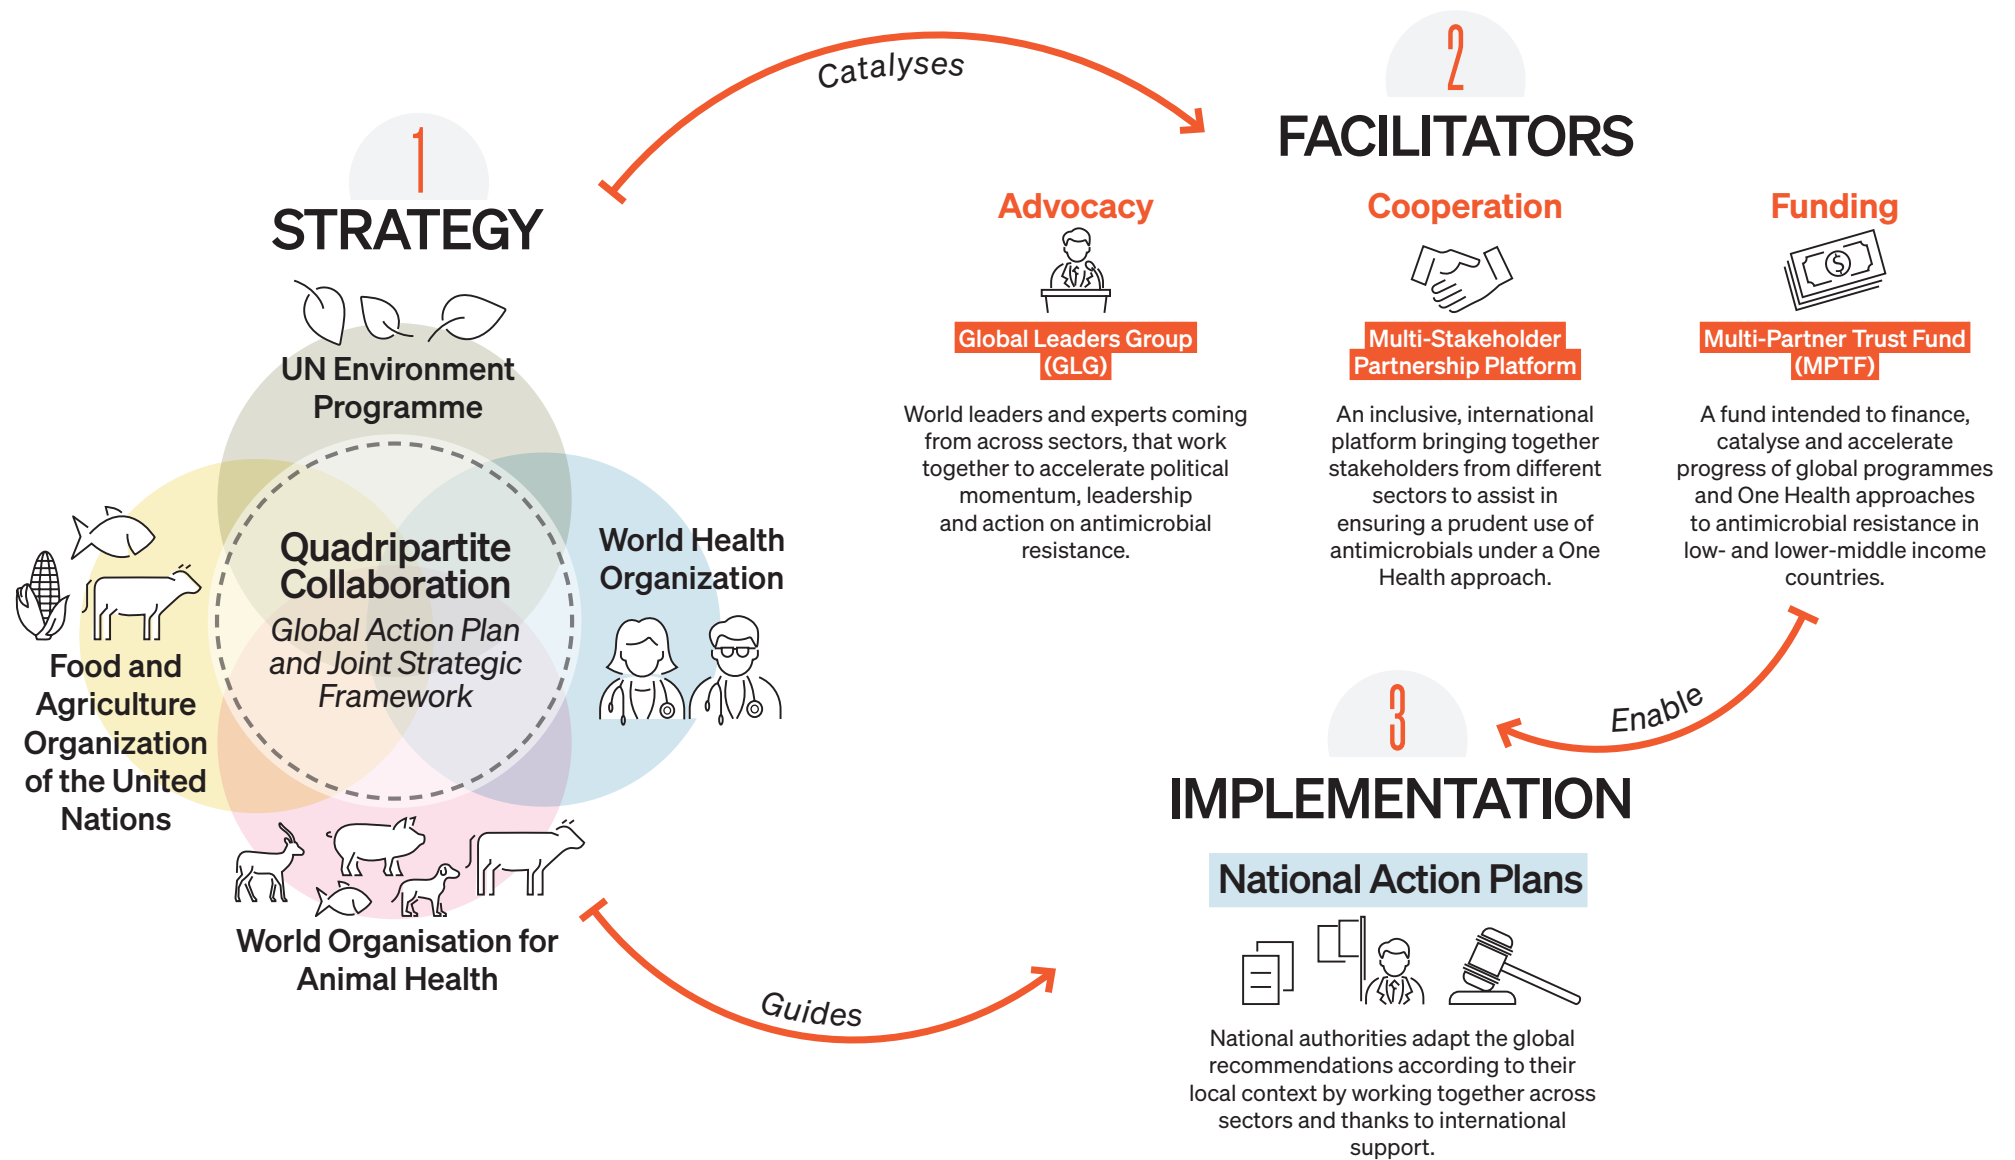 1
STRATEGY
UN Environment
Programme
Quadripartite
Collaboration
Global Action Plan
and Joint Strategic
Framework
World Health
Organization
Food and
Agriculture
Organization
of the United
Nations
World Organisation for
Animal Health
Catalyses
2
FACILITATORS
Advocacy
Global Leaders Group
(GLG)
World leaders and experts coming
from across sectors, that work
together to accelerate political
momentum, leadership
and action on antimicrobial
resistance.
Cooperation
Multi-Stakeholder
Partnership Platform
An inclusive, international
platform bringing together
stakeholders from different
sectors to assist in
ensuring a prudent use of
antimicrobials under a One
Health approach.
Funding
$
Multi-Partner Trust Fund
(MPTF)
A fund intended to finance,
catalyse and accelerate
progress of global programmes
and One Health approaches
to antimicrobial resistance in
low- and lower-middle income
countries.
Enable
3
IMPLEMENTATION
National Action Plans
National authorities adapt the global
recommendations according to their
local context by working together across
sectors and thanks to international
support.
Guides